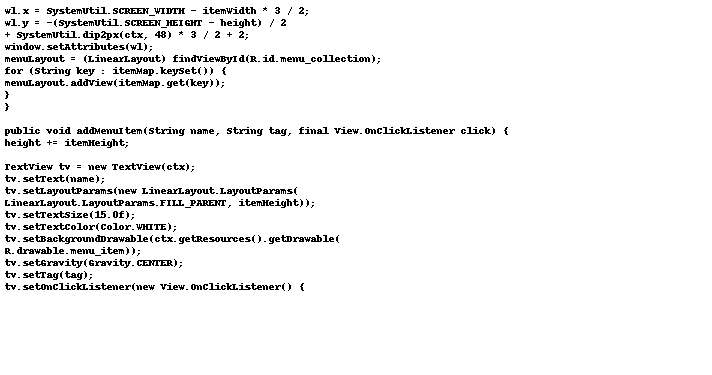 wl.x = SystemUtil.SCREEN_WIDTH - itemWidth * 3 / 2;
wl.y = -(SystemUtil.SCREEN_HEIGHT - height) / 2
+ SystemUtil.dip2px(ctx, 48) * 3 / 2 + 2;
window.setAttributes(wl);
menuLayout = (LinearLayout) findViewById(R.id.menu_collection);
for (String key : itemMap.keySet()) {
menuLayout.addView(itemMap.get(key));
}
}
public void addMenuItem(String name, String tag, final View.OnClickListener click) {
height += itemHeight;
TextView tv = new TextView(ctx);
tv.setText(name);
tv.setLayoutParams(new LinearLayout.LayoutParams(
LinearLayout.LayoutParams.FILL_PARENT, itemHeight));
tv.setTextSize(15.0f);
tv.setTextColor(Color.WHITE);
tv.setBackgroundDrawable(ctx.getResources().getDrawable(
R.drawable.menu_item));
tv.setGravity(Gravity.CENTER);
tv.setTag(tag);
tv.setOnClickListener(new View.OnClickListener() {